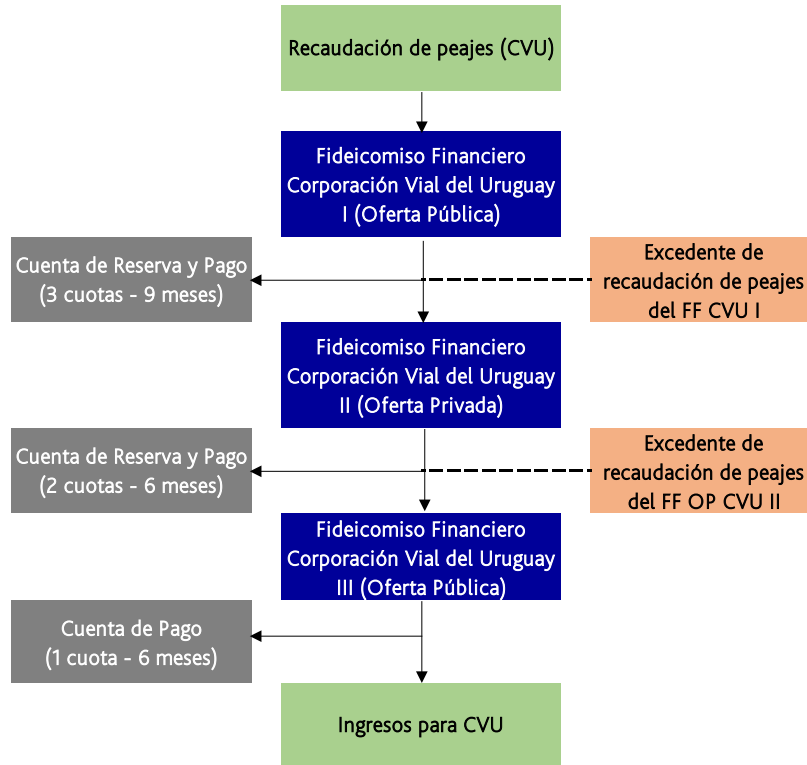 Recaudación de peajes (CVU)
Fideicomiso Financiero
Corporación Vial del Uruguay
I (Oferta Pública)
Cuenta de Reserva y Pago
(3 cuotas - 9 meses)
Excedente de
recaudación de peajes
del FF CVU I
Fideicomiso Financiero
Corporación Vial del Uruguay
II (Oferta Privada)
Cuenta de Reserva y Pago
(2 cuotas - 6 meses)
Excedente de
recaudación de peajes
del FF OP CVU II
Fideicomiso Financiero
Corporación Vial del Uruguay
III (Oferta Pública)
Cuenta de Pago
(1 cuota - 6 meses)
Ingresos para CVU